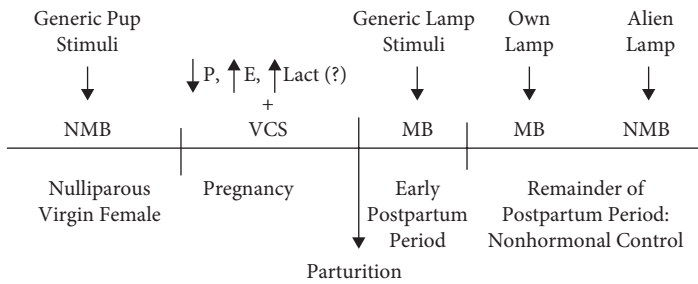 Generic Pup
Stimuli
Generic Lamp
Stimuli
Own
Lamp
Alien
Lamp
P, E, Lact (?)
+
NMB
VCS
MB
MB
NMB
Nulliparous
Virgin Female
Pregnancy
Early
Postpartum
Period
Remainder of
Postpartum Period:
Nonhormonal Control
Parturition